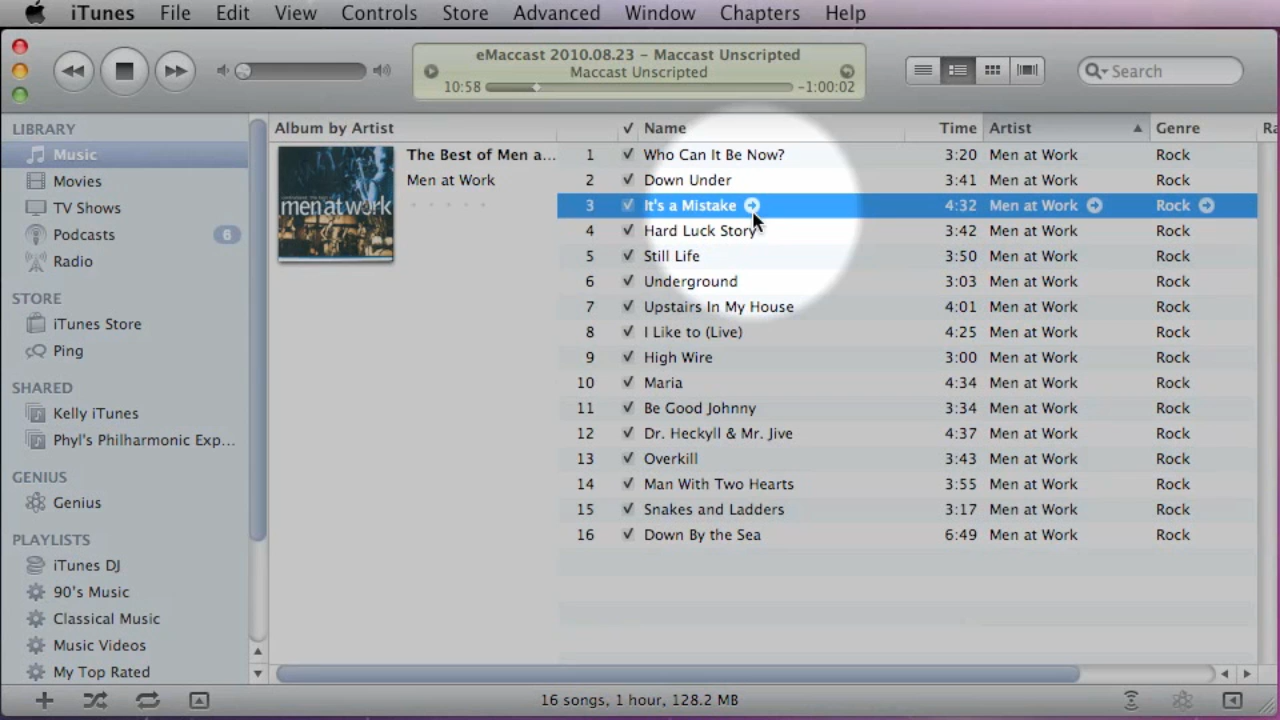 iTunes File Edit View Controls Store Advanced Window Chapters Help
eMaccast 2010.08.23 – Maccast Unscripted
Maccast Unscripted
10:58 -1:00:02
Search
LIBRARY
Music
Movies
TV Shows
Podcasts 6
Radio
STORE
iTunes Store
Ping
SHARED
Kelly iTunes
Phyl's Philharmonic Exp...
GENIUS
Genius
PLAYLISTS
iTunes DJ
90's Music
Classical Music
Music Videos
My Top Rated
Album by Artist ✓ Name Time Artist Genre Ra
The Best of Men a...
Men at Work
men at work
1 ✓ Who Can It Be Now? 3:20 Men at Work Rock
2 ✓ Down Under 3:41 Men at Work Rock
3 ✓ It's a Mistake 4:32 Men at Work Rock
4 ✓ Hard Luck Story 3:42 Men at Work Rock
5 ✓ Still Life 3:50 Men at Work Rock
6 ✓ Underground 3:03 Men at Work Rock
7 ✓ Upstairs In My House 4:01 Men at Work Rock
8 ✓ I Like to (Live) 4:25 Men at Work Rock
9 ✓ High Wire 3:00 Men at Work Rock
10 ✓ Maria 4:34 Men at Work Rock
11 ✓ Be Good Johnny 3:34 Men at Work Rock
12 ✓ Dr. Heckyll & Mr. Jive 4:37 Men at Work Rock
13 ✓ Overkill 3:43 Men at Work Rock
14 ✓ Man With Two Hearts 3:55 Men at Work Rock
15 ✓ Snakes and Ladders 3:17 Men at Work Rock
16 ✓ Down By the Sea 6:49 Men at Work Rock
16 songs, 1 hour, 128.2 MB